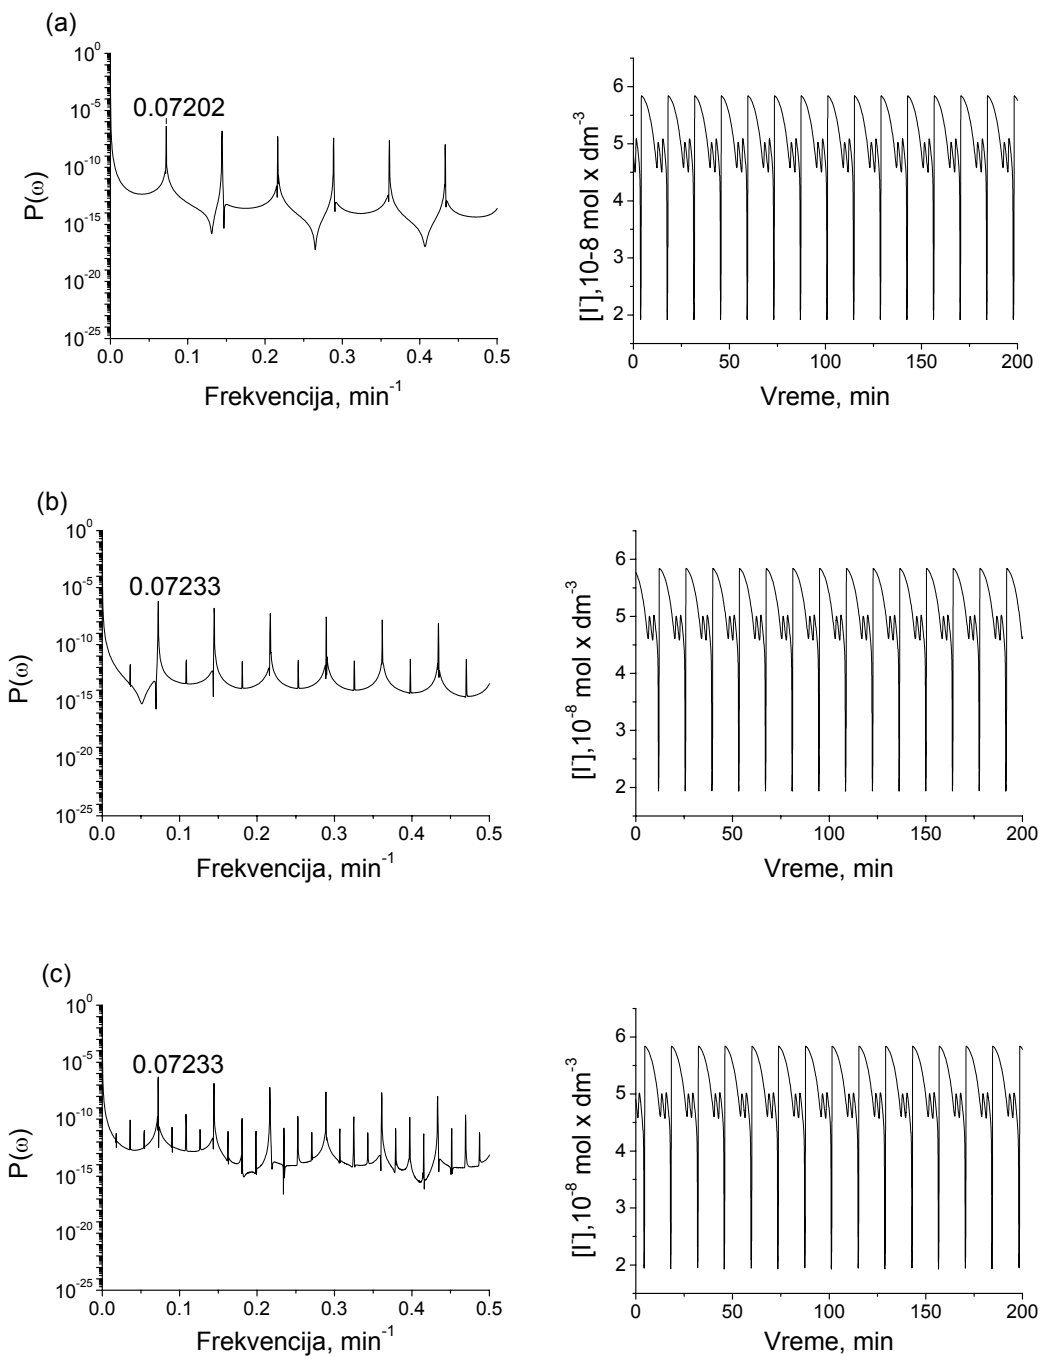 (a)
10^0
10^-5
10^-10
10^-15
10^-20
10^-25
P(ω)
0.07202
0.0 0.1 0.2 0.3 0.4 0.5
Frekvencija, min^-1
6
5
4
3
2
[I^-],10-8 mol x dm^-3
0 50 100 150 200
Vreme, min
(b)
10^0
10^-5
10^-10
10^-15
10^-20
10^-25
P(ω)
0.07233
0.0 0.1 0.2 0.3 0.4 0.5
Frekvencija, min^-1
6
5
4
3
2
[I^-],10^-8 mol x dm^-3
0 50 100 150 200
Vreme, min
(c)
10^0
10^-5
10^-10
10^-15
10^-20
10^-25
P(ω)
0.07233
0.0 0.1 0.2 0.3 0.4 0.5
Frekvencija, min^-1
6
5
4
3
2
[I^-],10^-8 mol x dm^-3
0 50 100 150 200
Vreme, min